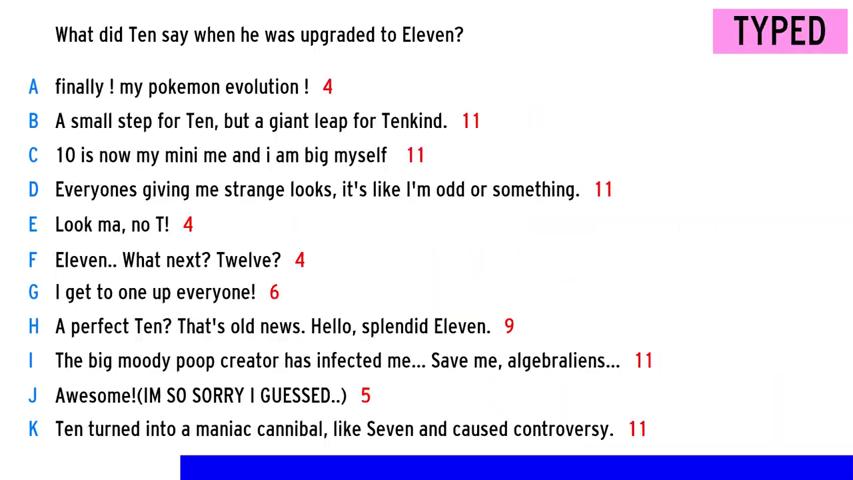 What did Ten say when he was upgraded to Eleven?
TYPED
A finally ! my pokemon evolution ! 4
B A small step for Ten, but a giant leap for Tenkind. 11
C 10 is now my mini me and i am big myself 11
D Everyones giving me strange looks, it's like I'm odd or something. 11
E Look ma, no T! 4
F Eleven.. What next? Twelve? 4
G I get to one up everyone! 6
H A perfect Ten? That's old news. Hello, splendid Eleven. 9
I The big moody poop creator has infected me... Save me, algebraliens... 11
J Awesome!(IM SO SORRY I GUESSED..) 5
K Ten turned into a maniac cannibal, like Seven and caused controversy. 11